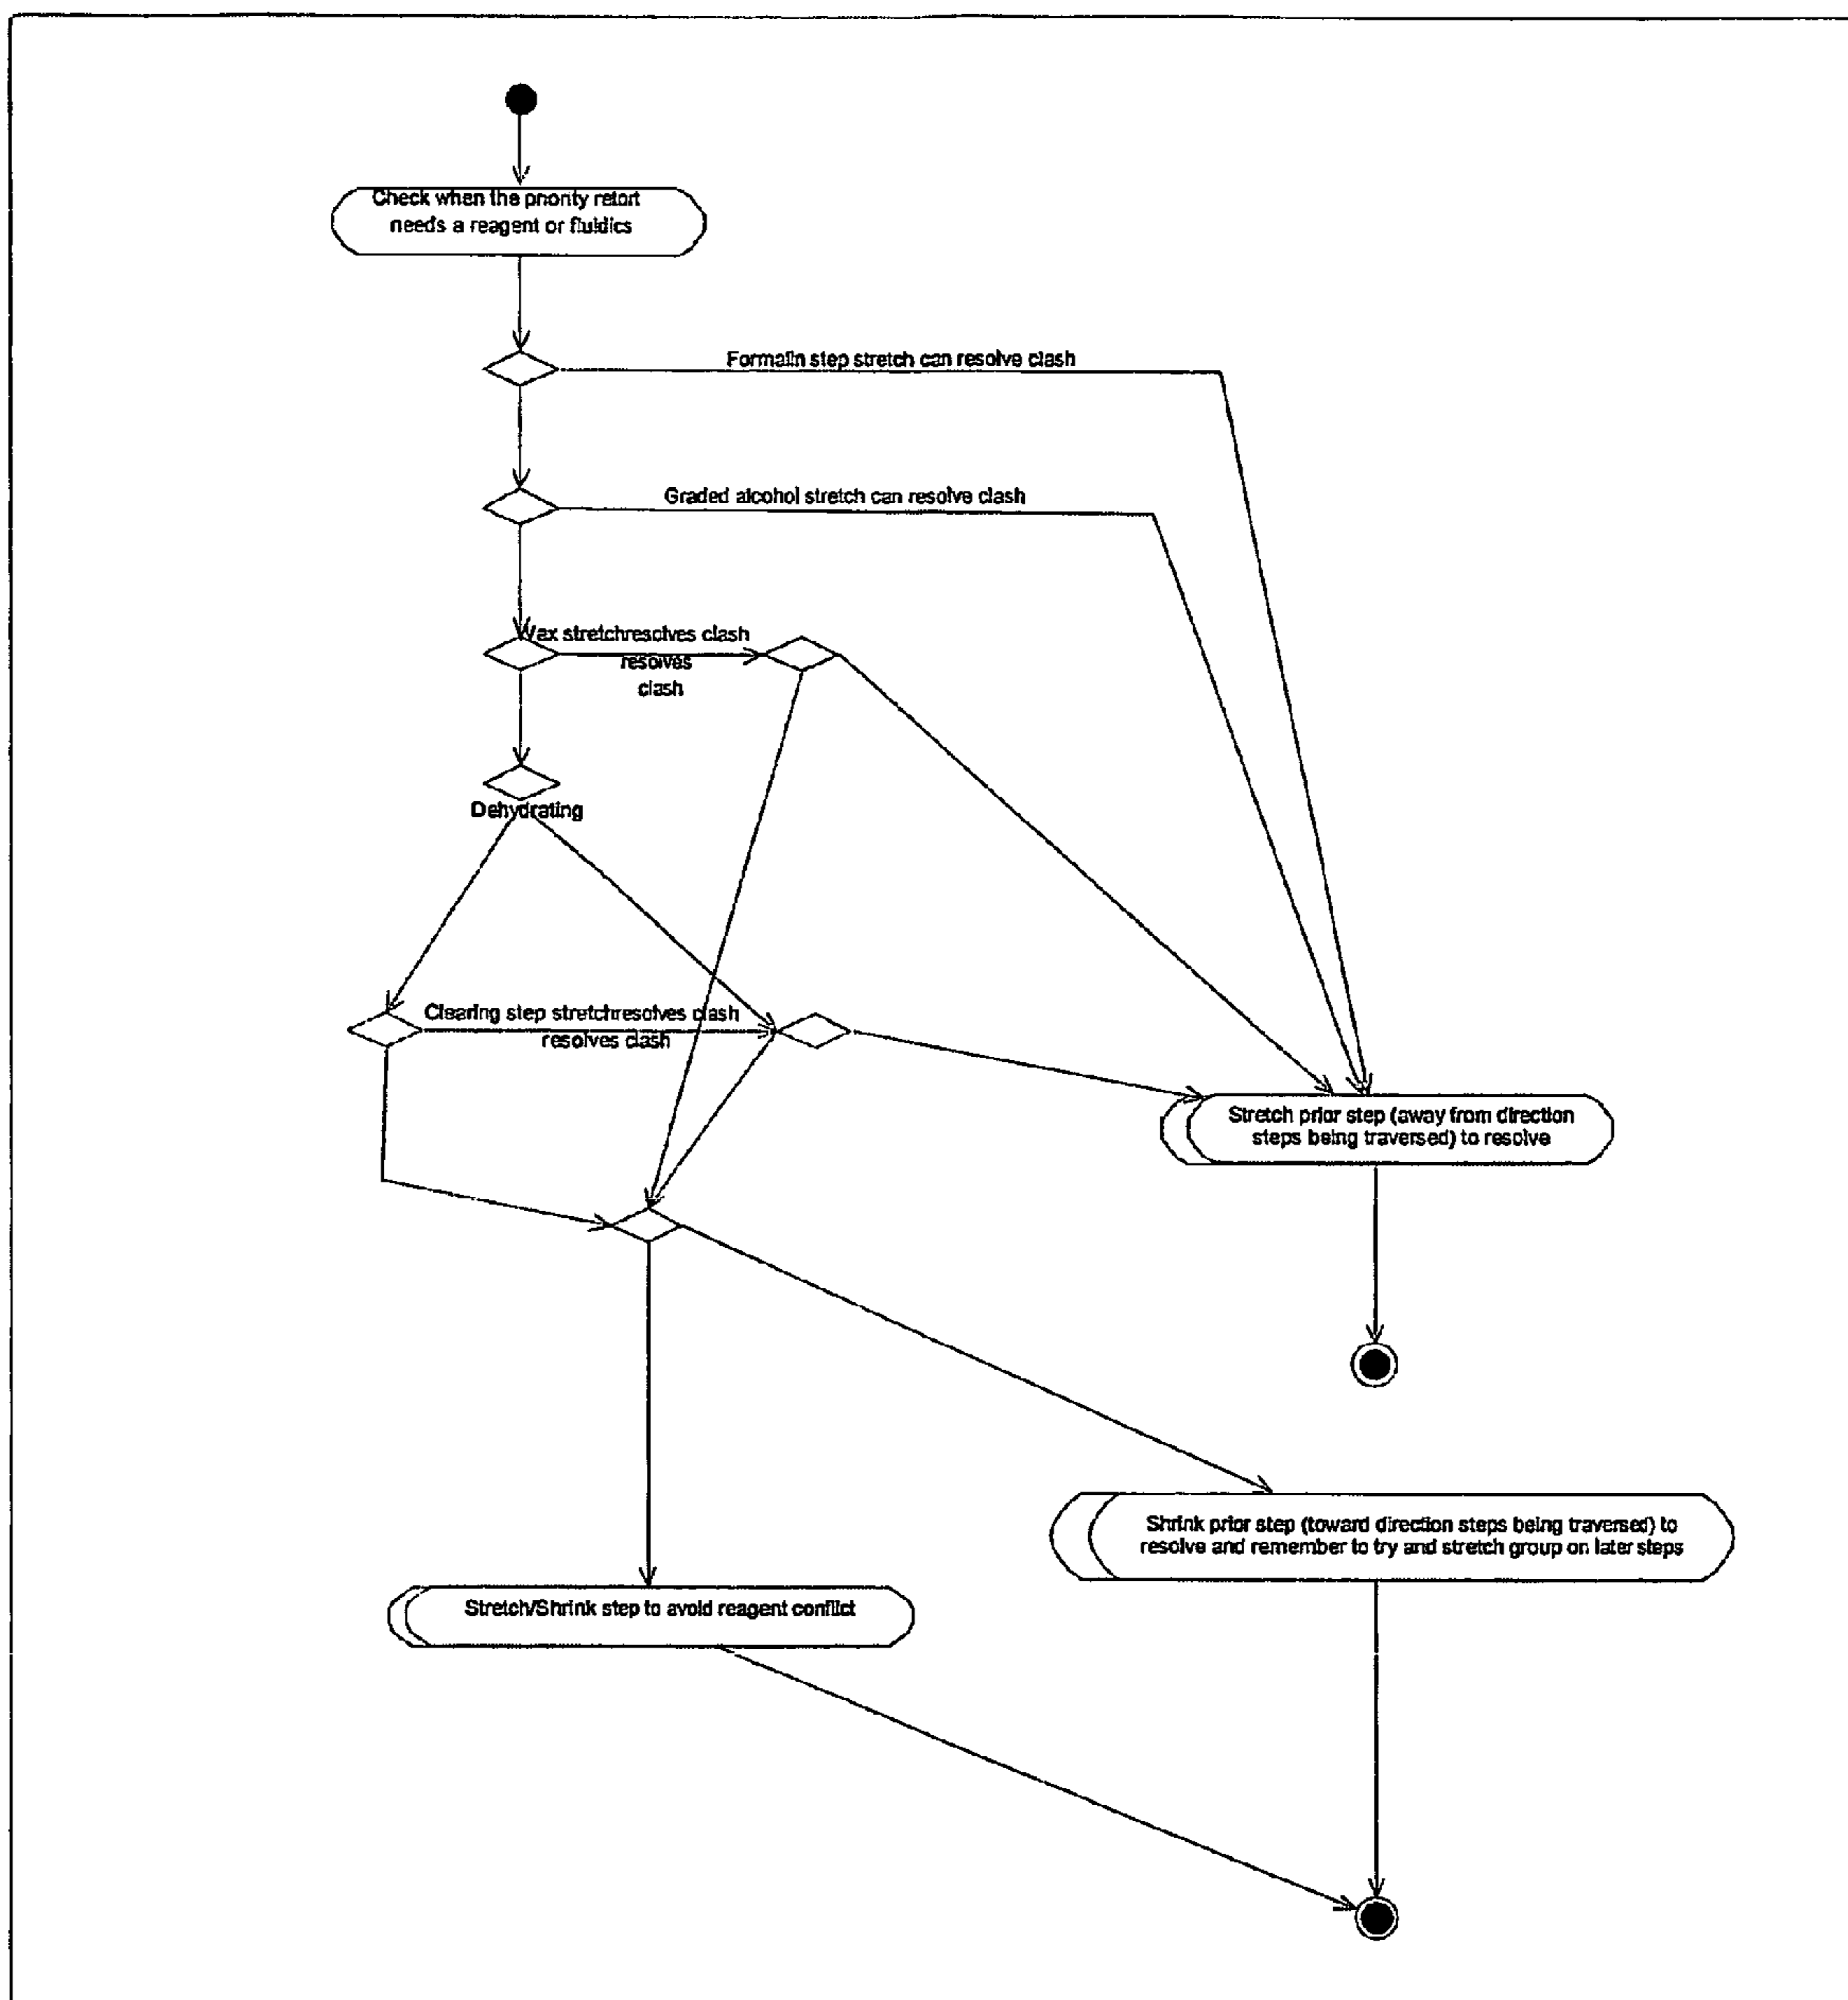 Check when the priority retort
needs a reagent or fluidics
Formalin step stretch can resolve clash
Graded alcohol stretch can resolve clash
Wax stretchresolves clash
resolves
clash
Dehydrating
Clearing step stretchresolves clash
resolves clash
Stretch prior step (away from direction
steps being traversed) to resolve
Shrink prior step (toward direction steps being traversed) to
resolve and remember to try and stretch group on later steps
Stretch/Shrink step to avoid reagent conflict